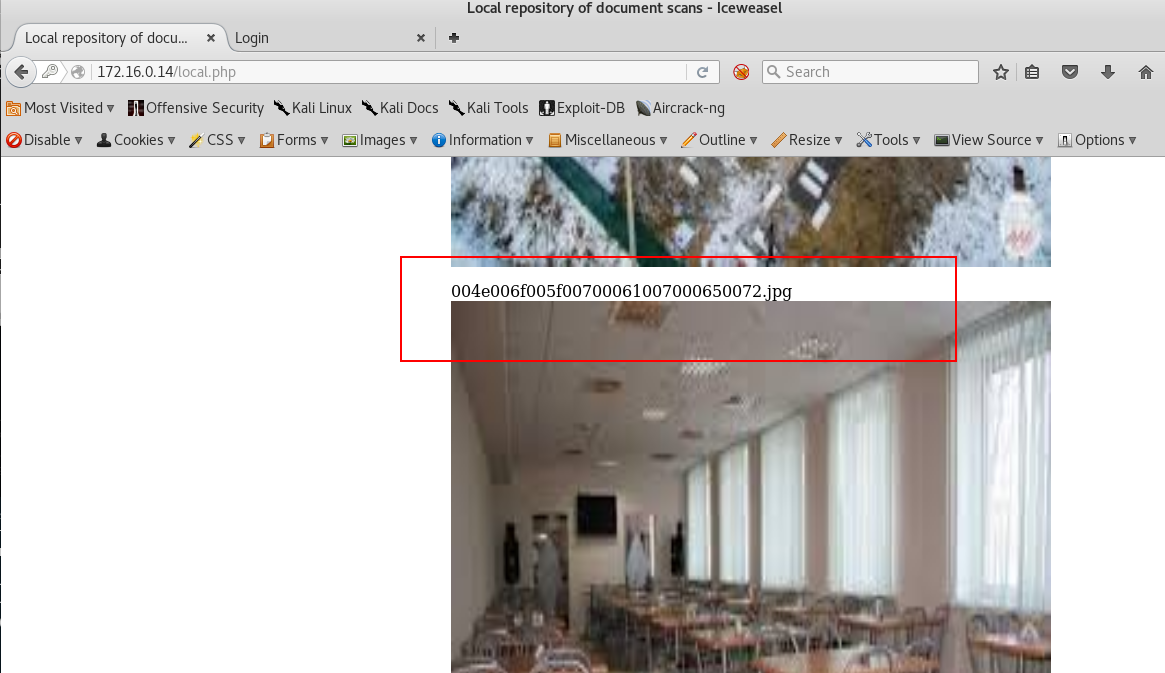 Local repository of document scans - Iceweasel
Local repository of docu... × Login × +
172.16.0.14/local.php Search
Most Visited Offensive Security Kali Linux Kali Docs Kali Tools Exploit-DB Aircrack-ng
Disable Cookies CSS Forms Images Information Miscellaneous Outline Resize Tools View Source Options
004e006f005f00700061007000650072.jpg